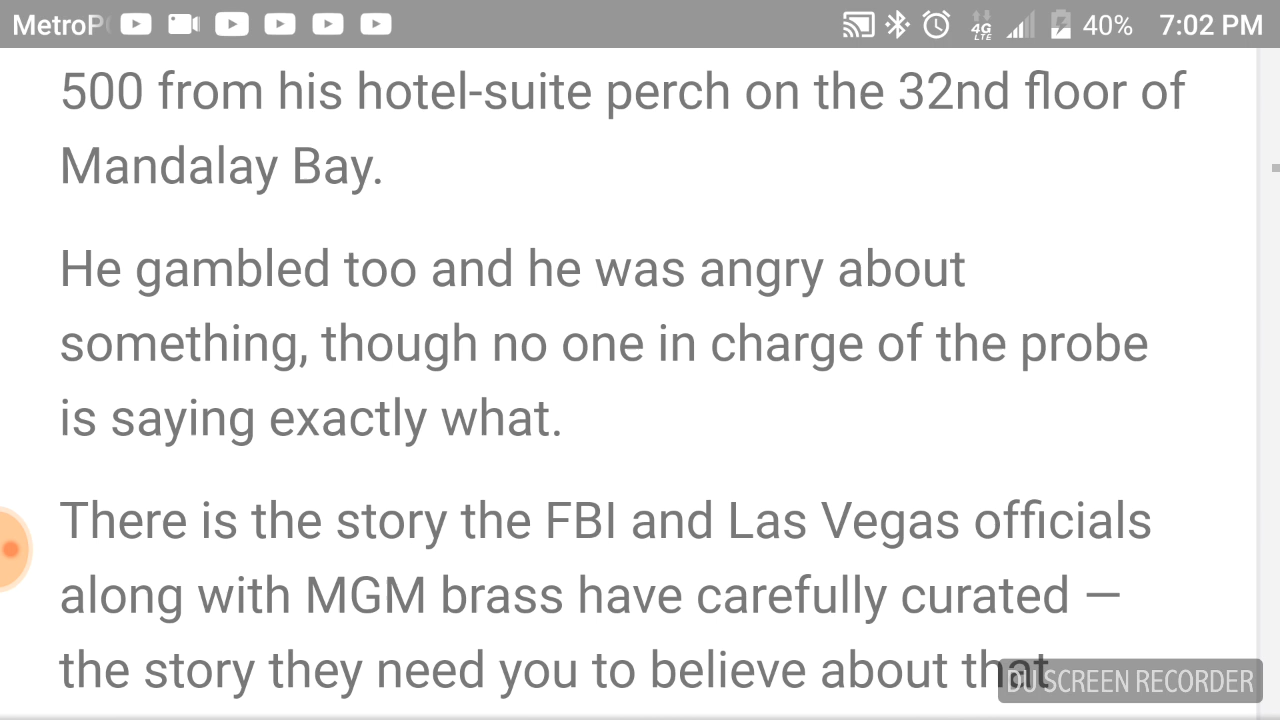 MetroP
4G
LTE
40%
7:02 PM
500 from his hotel-suite perch on the 32nd floor of
Mandalay Bay.
He gambled too and he was angry about
something, though no one in charge of the probe
is saying exactly what.
There is the story the FBI and Las Vegas officials
along with MGM brass have carefully curated —
the story they need you to believe about that
DU SCREEN RECORDER